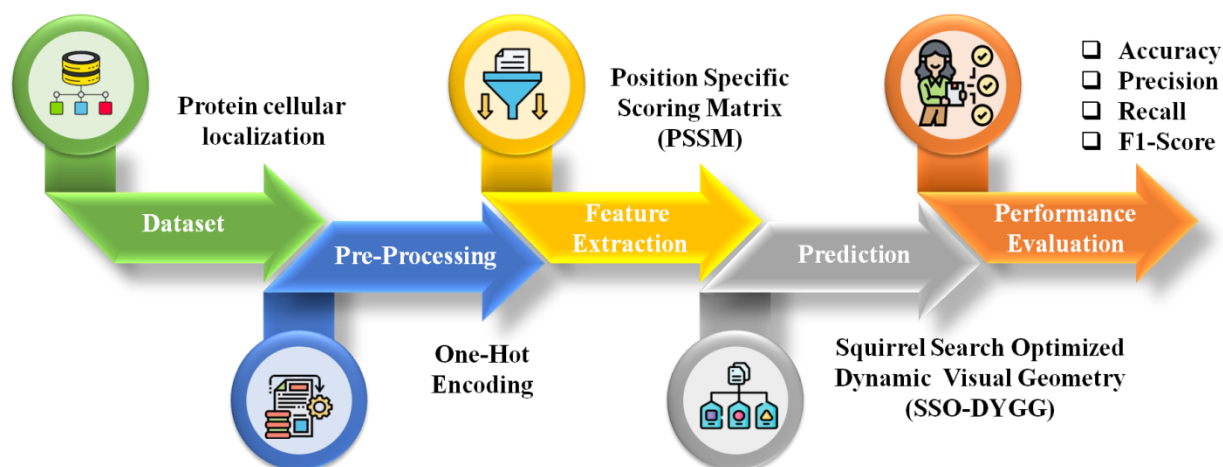 Protein cellular
localization
Dataset
Pre-Processing
One-Hot
Encoding
Position Specific
Scoring Matrix
(PSSM)
Feature
Extraction
Prediction
Squirrel Search Optimized
Dynamic Visual Geometry
(SSO-DYGG)
Accuracy
Precision
Recall
F1-Score
Performance
Evaluation